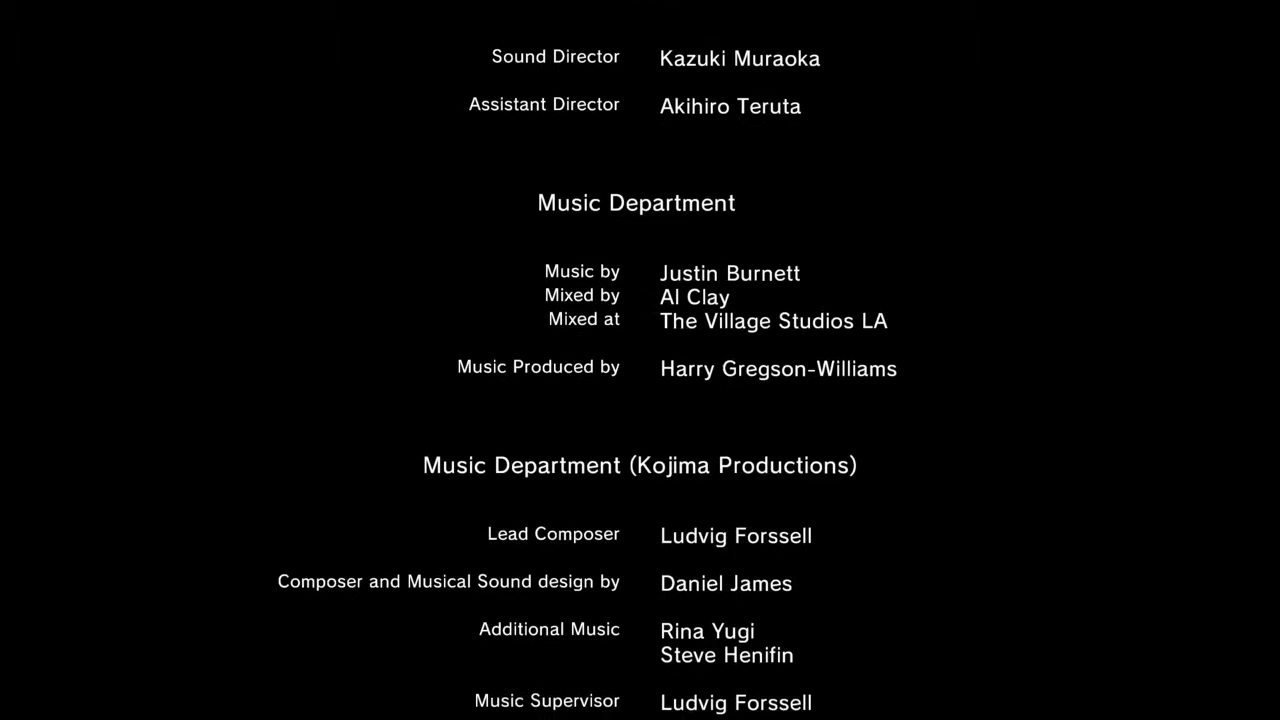 Sound Director Kazuki Muraoka
Assistant Director Akihiro Teruta
Music Department
Music by Justin Burnett
Mixed by Al Clay
Mixed at The Village Studios LA
Music Produced by Harry Gregson-Williams
Music Department (Kojima Productions)
Lead Composer Ludvig Forssell
Composer and Musical Sound design by Daniel James
Additional Music Rina Yugi
Steve Henifin
Music Supervisor Ludvig Forssell